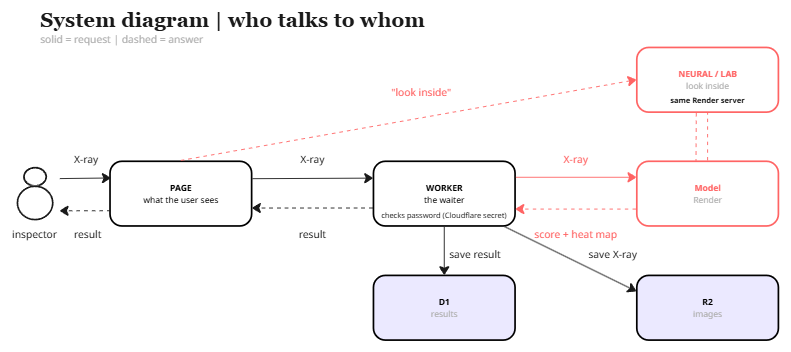 System diagram | who talks to whom
solid = request | dashed = answer
NEURAL / LAB
look inside
same Render server
"look inside"
X-ray
X-ray
X-ray
PAGE
what the user sees
WORKER
the waiter
checks password (Cloudflare secret)
Model
Render
inspector
result
result
score + heat map
save result
save X-ray
D1
results
R2
images